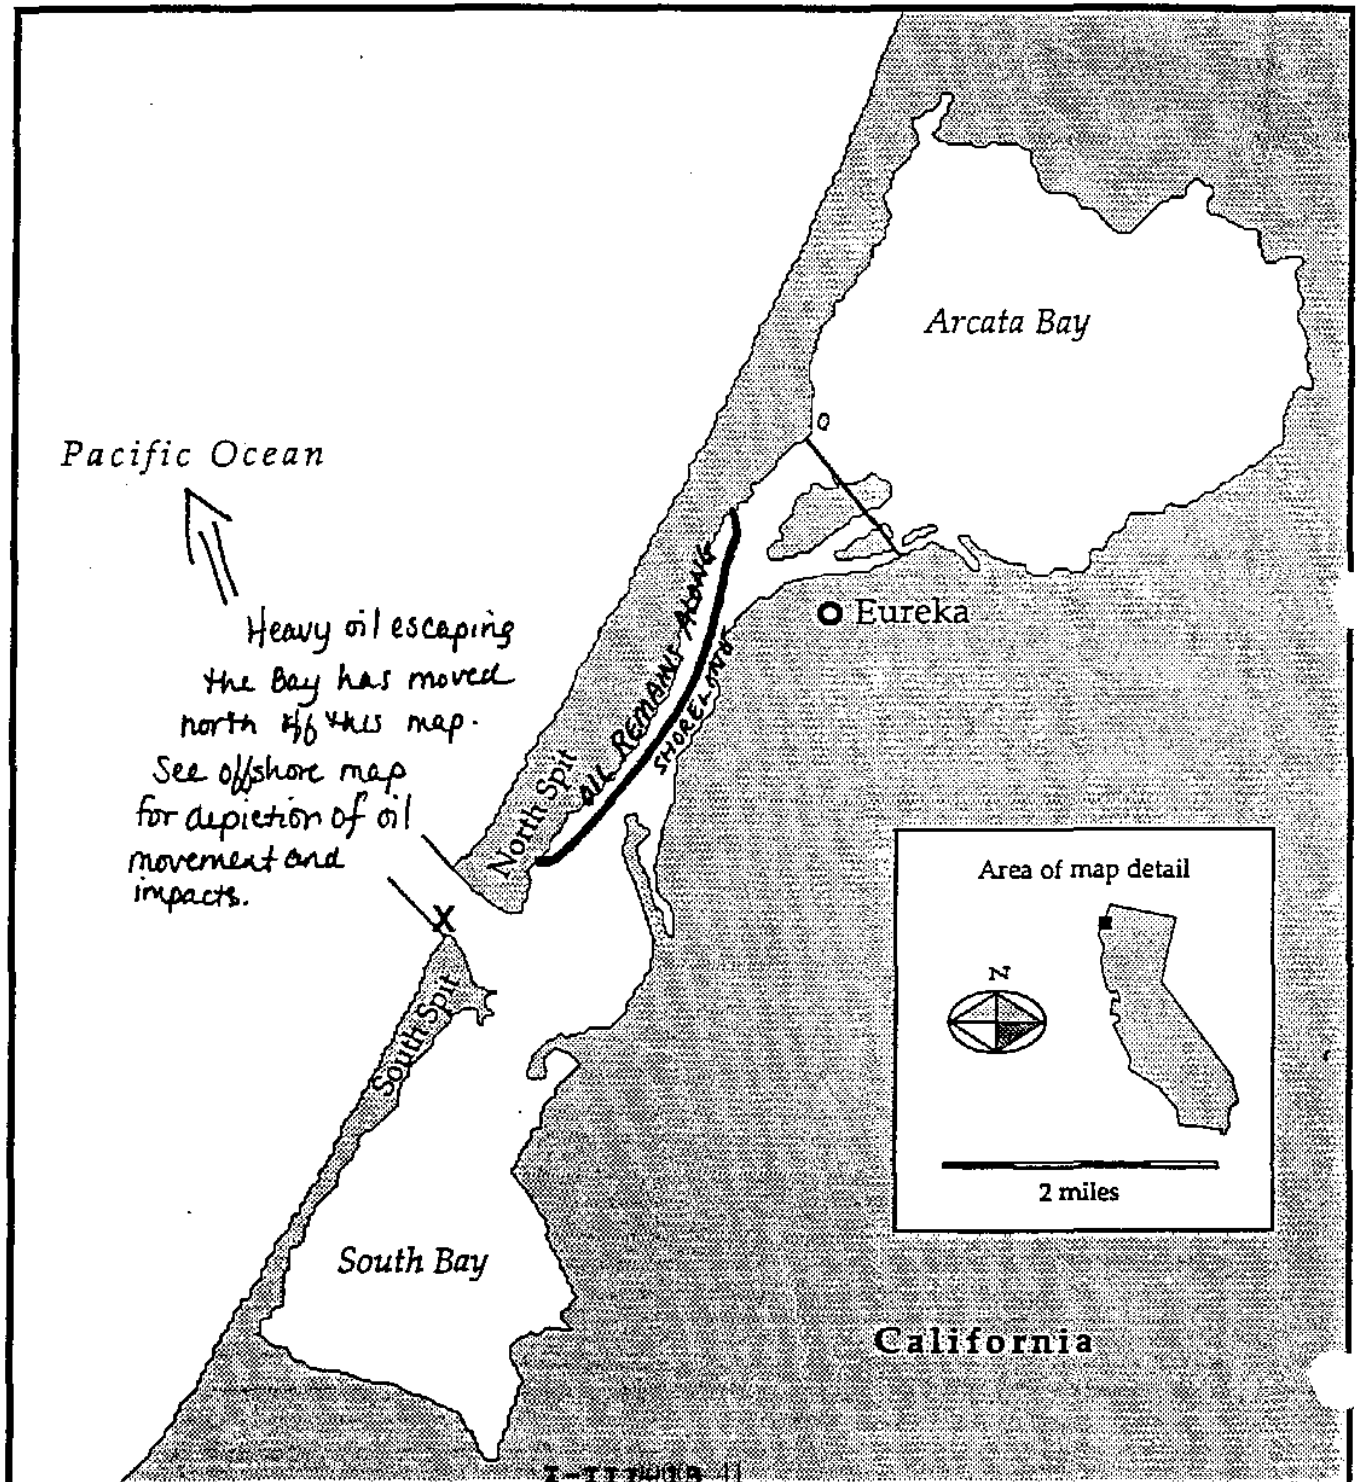 Arcata Bay
Pacific Ocean
Heavy oil escaping
the Bay has moved
north off this map.
See offshore map
for depiction of oil
movement and
impacts.
OIL REMAINS ALONG
SHORELINE
Eureka
North Spit
X
South Spit
Area of map detail
N
2 miles
South Bay
California